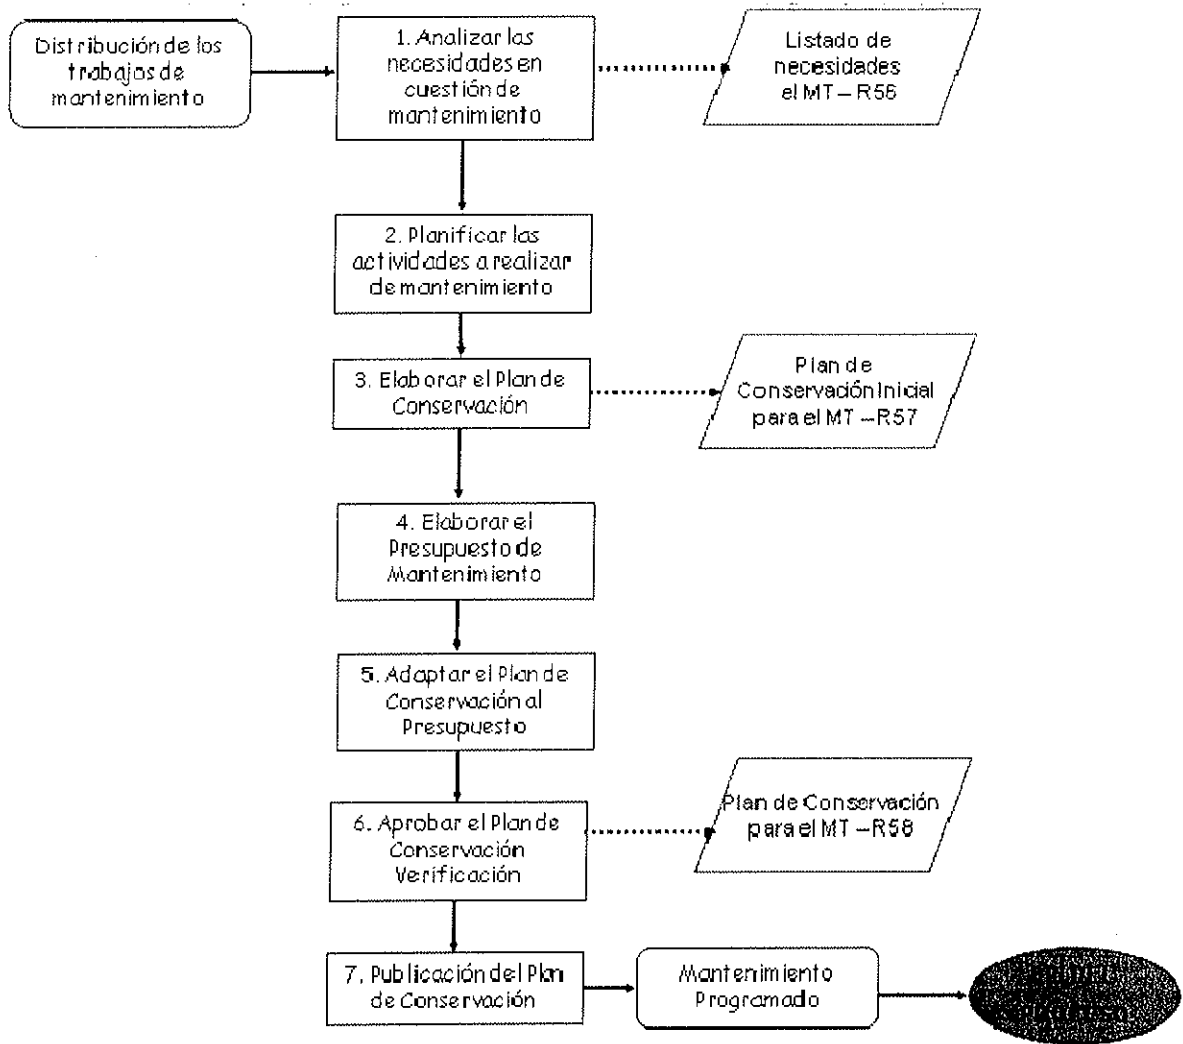 Distribución de los
trabajos de
mantenimiento
1. Analizar las
necesidades en
cuestión de
mantenimiento
Listado de
necesidades
el MT – R56
2. Planificar las
actividades a realizar
de mantenimiento
3. Elaborar el Plan de
Conservación
Plan de
Conservación Inicial
para el MT – R57
4. Elaborar el
Presupuesto de
Mantenimiento
5. Adaptar el Plan de
Conservación al
Presupuesto
6. Aprobar el Plan de
Conservación
Verificación
Plan de Conservación
para el MT – R58
7. Publicación del Plan
de Conservación
Mantenimiento
Programado